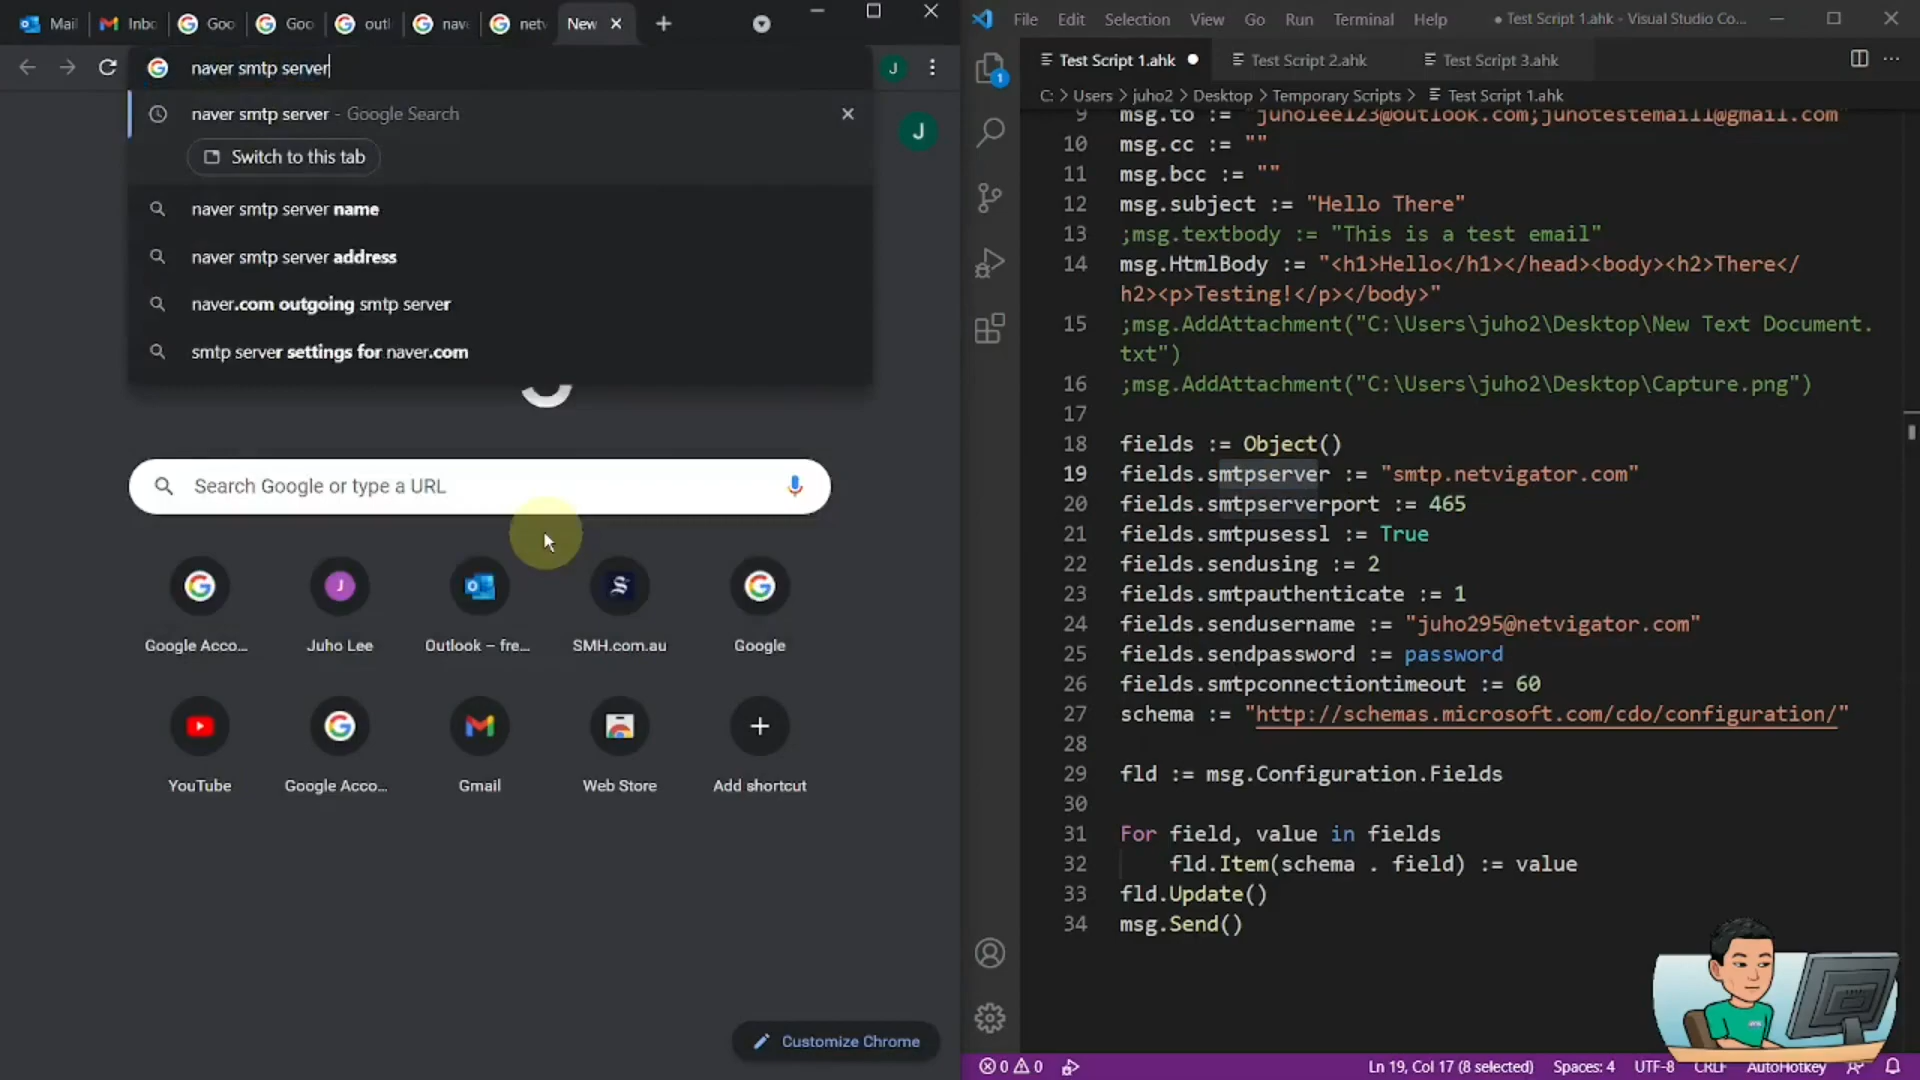 Mail
Inbo
Goo
Goo
outl
nav
netv
New
naver smtp server
J
naver smtp server - Google Search
J
Switch to this tab
naver smtp server name
naver smtp server address
naver.com outgoing smtp server
smtp server settings for naver.com
Search Google or type a URL
Google Acco...
J
Juho Lee
Outlook – fre...
SMH.com.au
Google
YouTube
Google Acco...
Gmail
Web Store
Add shortcut
Customize Chrome
File Edit Selection View Go Run Terminal Help
● Test Script 1.ahk - Visual Studio Co...
Test Script 1.ahk
Test Script 2.ahk
Test Script 3.ahk
C: > Users > juho2 > Desktop > Temporary Scripts > Test Script 1.ahk
1
9 msg.to := "juholee123@outlook.com;juhotestemail1@gmail.com"
10 msg.cc := ""
11 msg.bcc := ""
12 msg.subject := "Hello There"
13 ;msg.textbody := "This is a test email"
14 msg.HtmlBody := "<h1>Hello</h1></head><body><h2>There</
h2><p>Testing!</p></body>"
15 ;msg.AddAttachment("C:\Users\juho2\Desktop\New Text Document.
txt")
16 ;msg.AddAttachment("C:\Users\juho2\Desktop\Capture.png")
17
18 fields := Object()
19 fields.smtpserver := "smtp.netvigator.com"
20 fields.smtpserverport := 465
21 fields.smtpusessl := True
22 fields.sendusing := 2
23 fields.smtpauthenticate := 1
24 fields.sendusername := "juho295@netvigator.com"
25 fields.sendpassword := password
26 fields.smtpconnectiontimeout := 60
27 schema := "http://schemas.microsoft.com/cdo/configuration/"
28
29 fld := msg.Configuration.Fields
30
31 For field, value in fields
32 fld.Item(schema . field) := value
33 fld.Update()
34 msg.Send()
0 0
Ln 19, Col 17 (8 selected) Spaces: 4 UTF-8 CRLF AutoHotkey